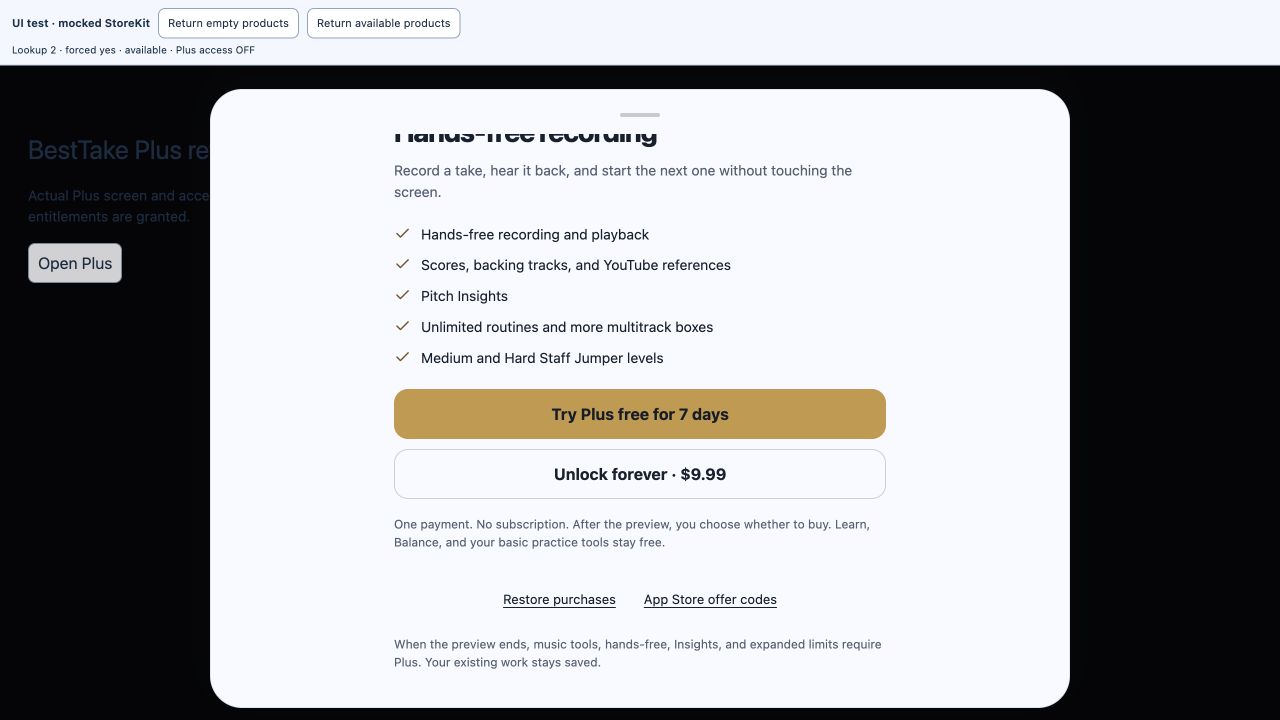 UI test · mocked StoreKit
Return empty products
Return available products
Lookup 2 · forced yes · available · Plus access OFF
BestTake Plus re
Actual Plus screen and acce
entitlements are granted.
Open Plus
Hands-free recording
Record a take, hear it back, and start the next one without touching the
screen.
Hands-free recording and playback
Scores, backing tracks, and YouTube references
Pitch Insights
Unlimited routines and more multitrack boxes
Medium and Hard Staff Jumper levels
Try Plus free for 7 days
Unlock forever · $9.99
One payment. No subscription. After the preview, you choose whether to buy. Learn,
Balance, and your basic practice tools stay free.
Restore purchases
App Store offer codes
When the preview ends, music tools, hands-free, Insights, and expanded limits require
Plus. Your existing work stays saved.